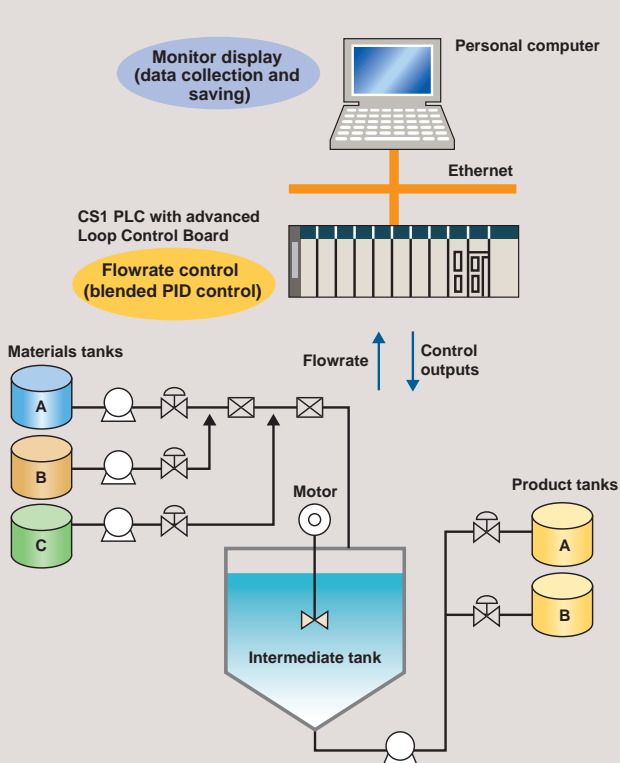 Monitor display
(data collection and
saving)
Personal computer
Ethernet
CS1 PLC with advanced
Loop Control Board
Flowrate control
(blended PID control)
Flowrate
Control
outputs
Materials tanks
A
B
C
Motor
Product tanks
A
B
Intermediate tank